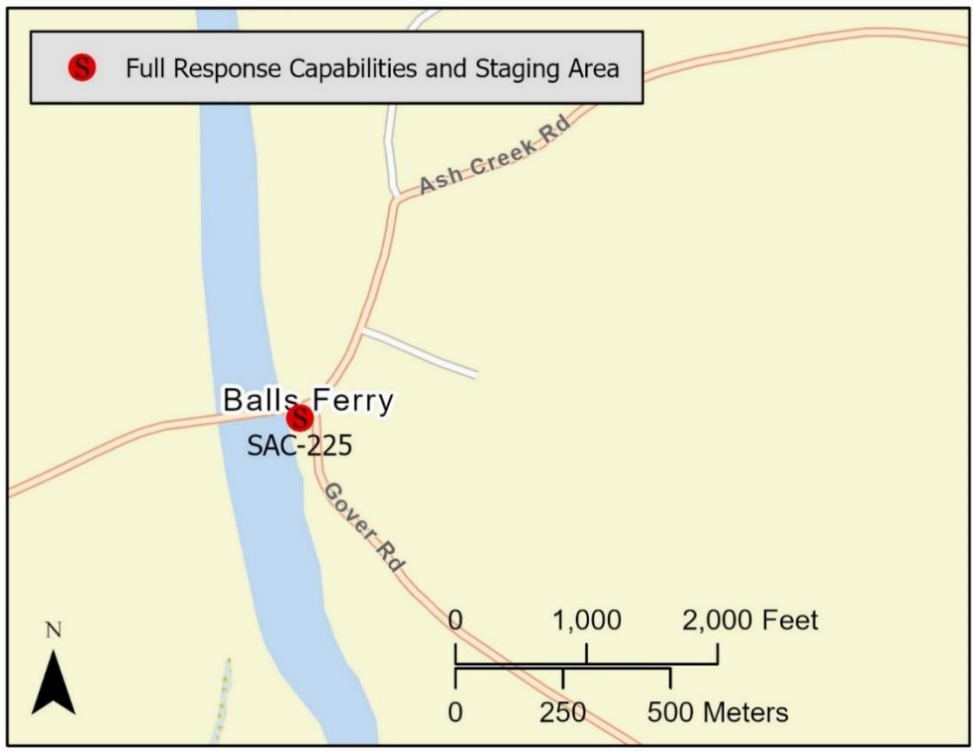 S Full Response Capabilities and Staging Area
Ash Creek Rd
Balls Ferry
S
SAC-225
Gover Rd
N
0 1,000 2,000 Feet
0 250 500 Meters